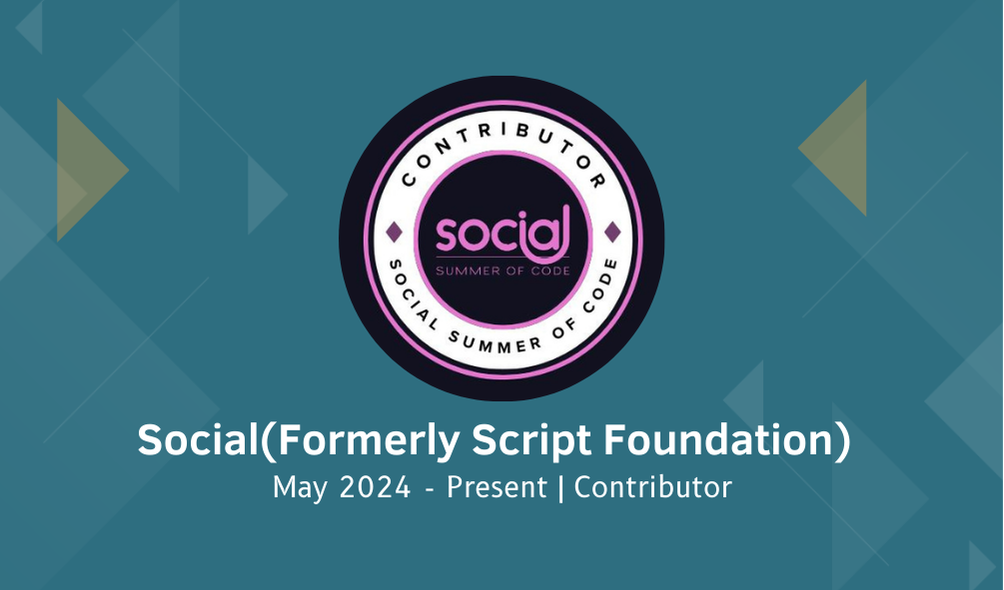 CONTRIBUTOR
social
SUMMER OF CODE
SOCIAL SUMMER OF CODE
Social(Formerly Script Foundation)
May 2024 - Present | Contributor